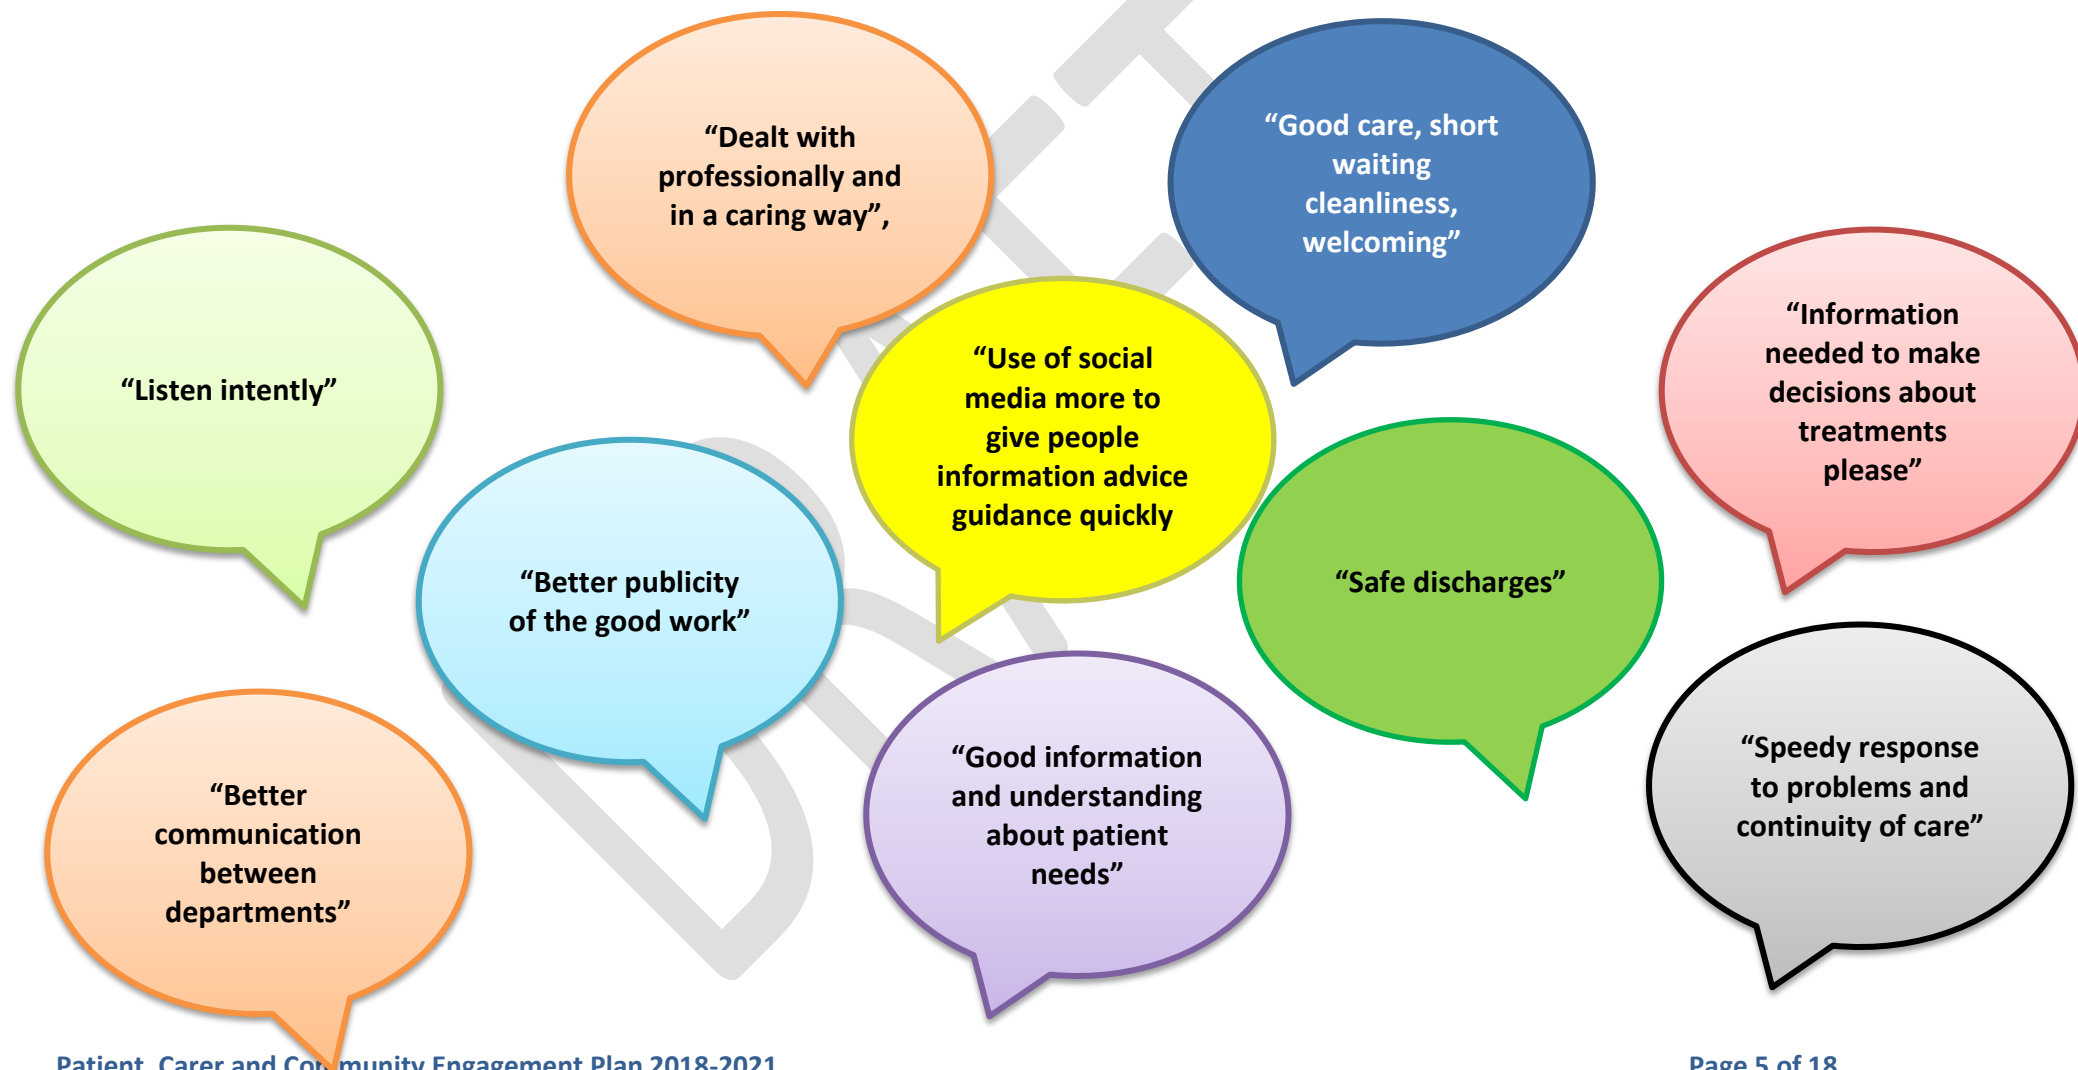 “Dealt with
professionally and
in a caring way”,
“Good care, short
waiting
cleanliness,
welcoming”
“Listen intently”
“Use of social
media more to
give people
information advice
guidance quickly
“Information
needed to make
decisions about
treatments
please”
“Better publicity
of the good work”
“Safe discharges”
“Better
communication
between
departments”
“Good information
and understanding
about patient
needs”
“Speedy response
to problems and
continuity of care”
Patient, Carer and Community Engagement Plan 2018-2021
Page 5 of 18